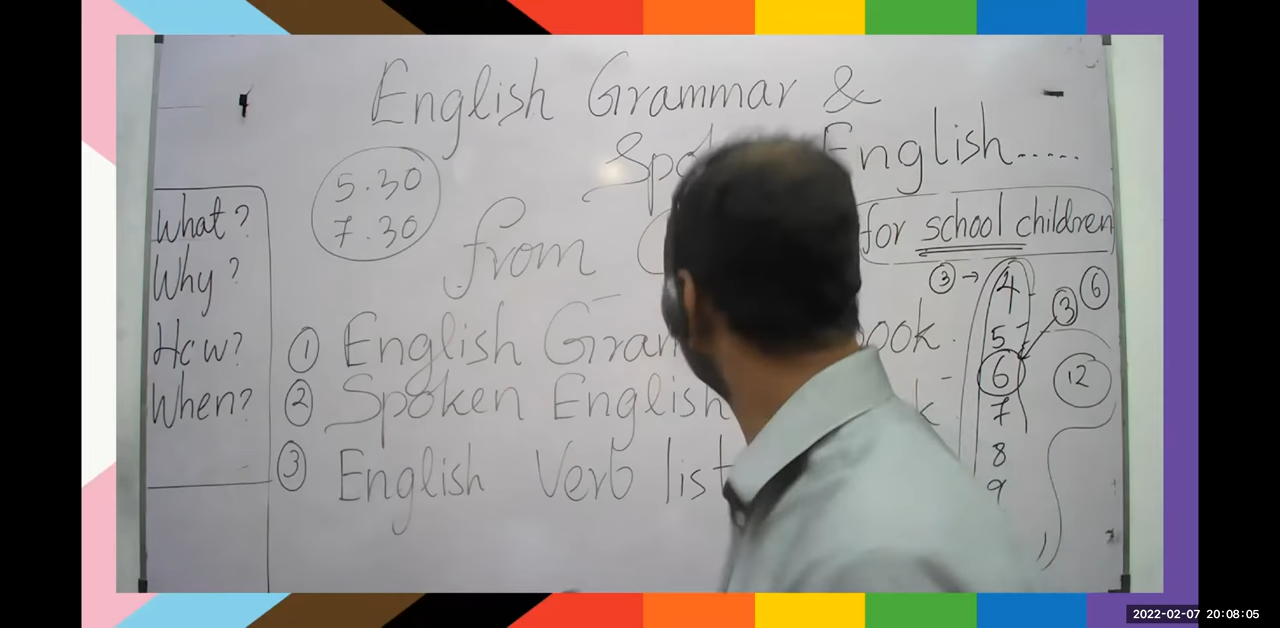 English Grammar &
English.....
5.30
7.30
from
for school children
What?
Why?
How?
When?
① English
② Spoken English
③ English Verb list
③ → 4
5
6
7
8
9
③
⑥
12
2022-02-07 20:08:05